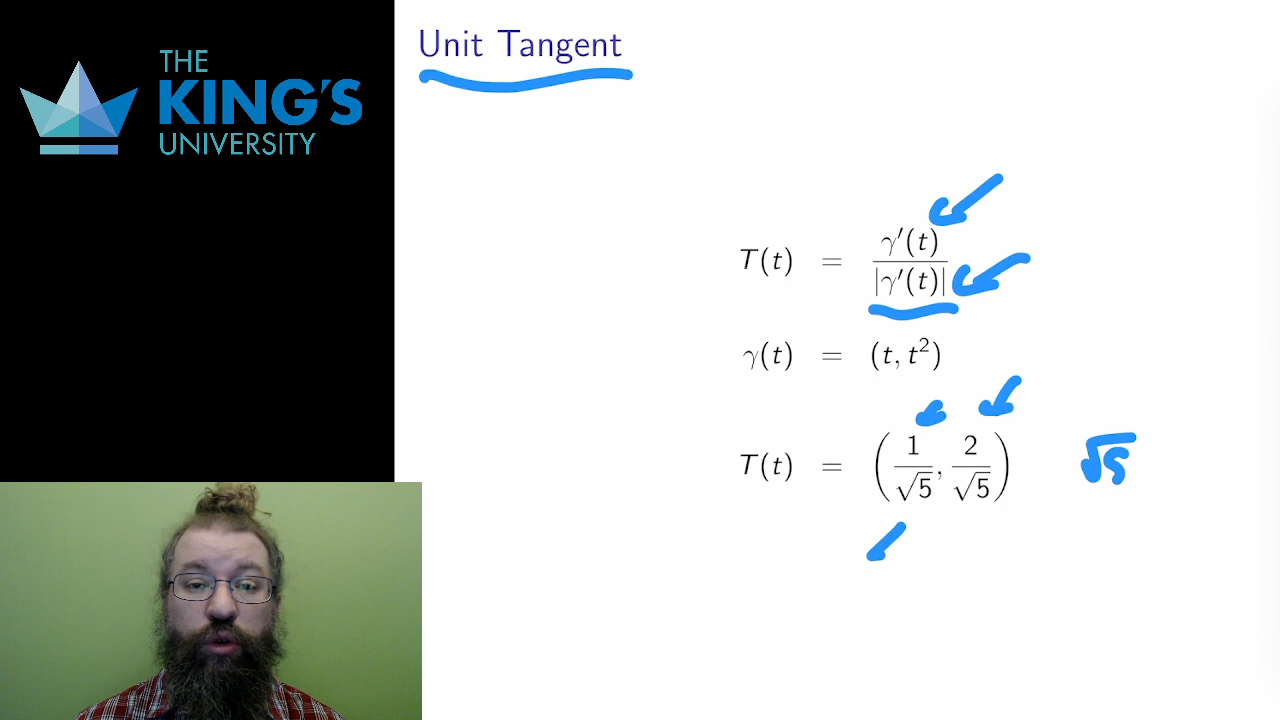 THE
KING'S
UNIVERSITY
Unit Tangent
T(t) = γ′(t) / |γ′(t)|
γ(t) = (t, t²)
T(t) = (1/√5, 2/√5) √5